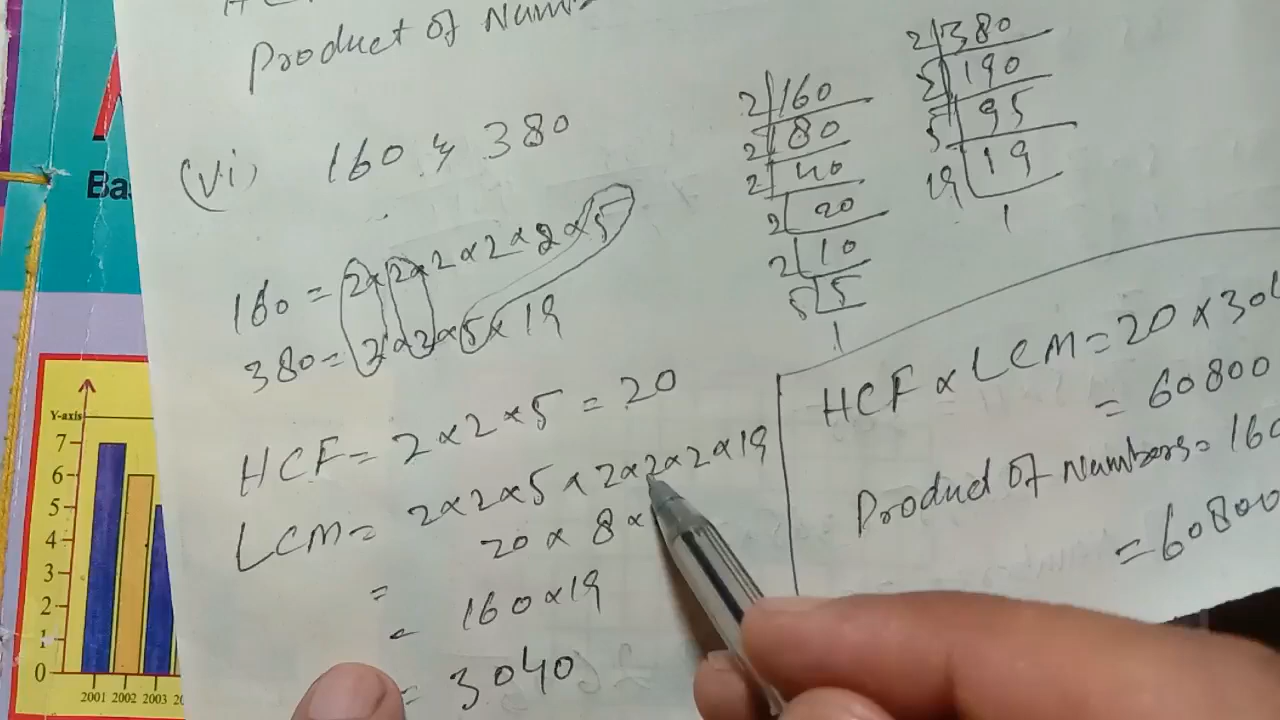 Product of Num
(vi) 160 & 380
160 = 2×2×2×2×2×5
380 = 2×2×5×19
HCF = 2×2×5 = 20
LCM = 2×2×5×2×2×2×19
= 20 × 8 ×
= 160×19
= 3040
2 160
2 80
2 40
2 20
2 10
5 5
1
2 380
2 190
5 95
19 19
1
HCF × LCM = 20 × 304
= 60800
Product of Numbers = 160
= 60800
Ba
Y-axis
7
6
5
4
3
2
1
0
2001 2002 2003 20